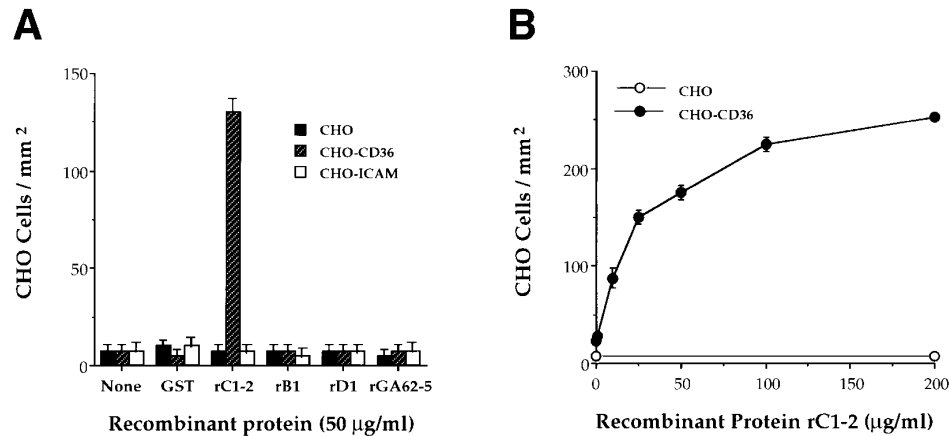 A
CHO Cells / mm 2
150
100
50
0
CHO
CHO-CD36
CHO-ICAM
None GST rC1-2 rB1 rD1 rGA62-5
Recombinant protein (50 μg/ml)
B
CHO Cells / mm 2
300
200
100
0
CHO
CHO-CD36
0 50 100 150 200
Recombinant Protein rC1-2 (μg/ml)